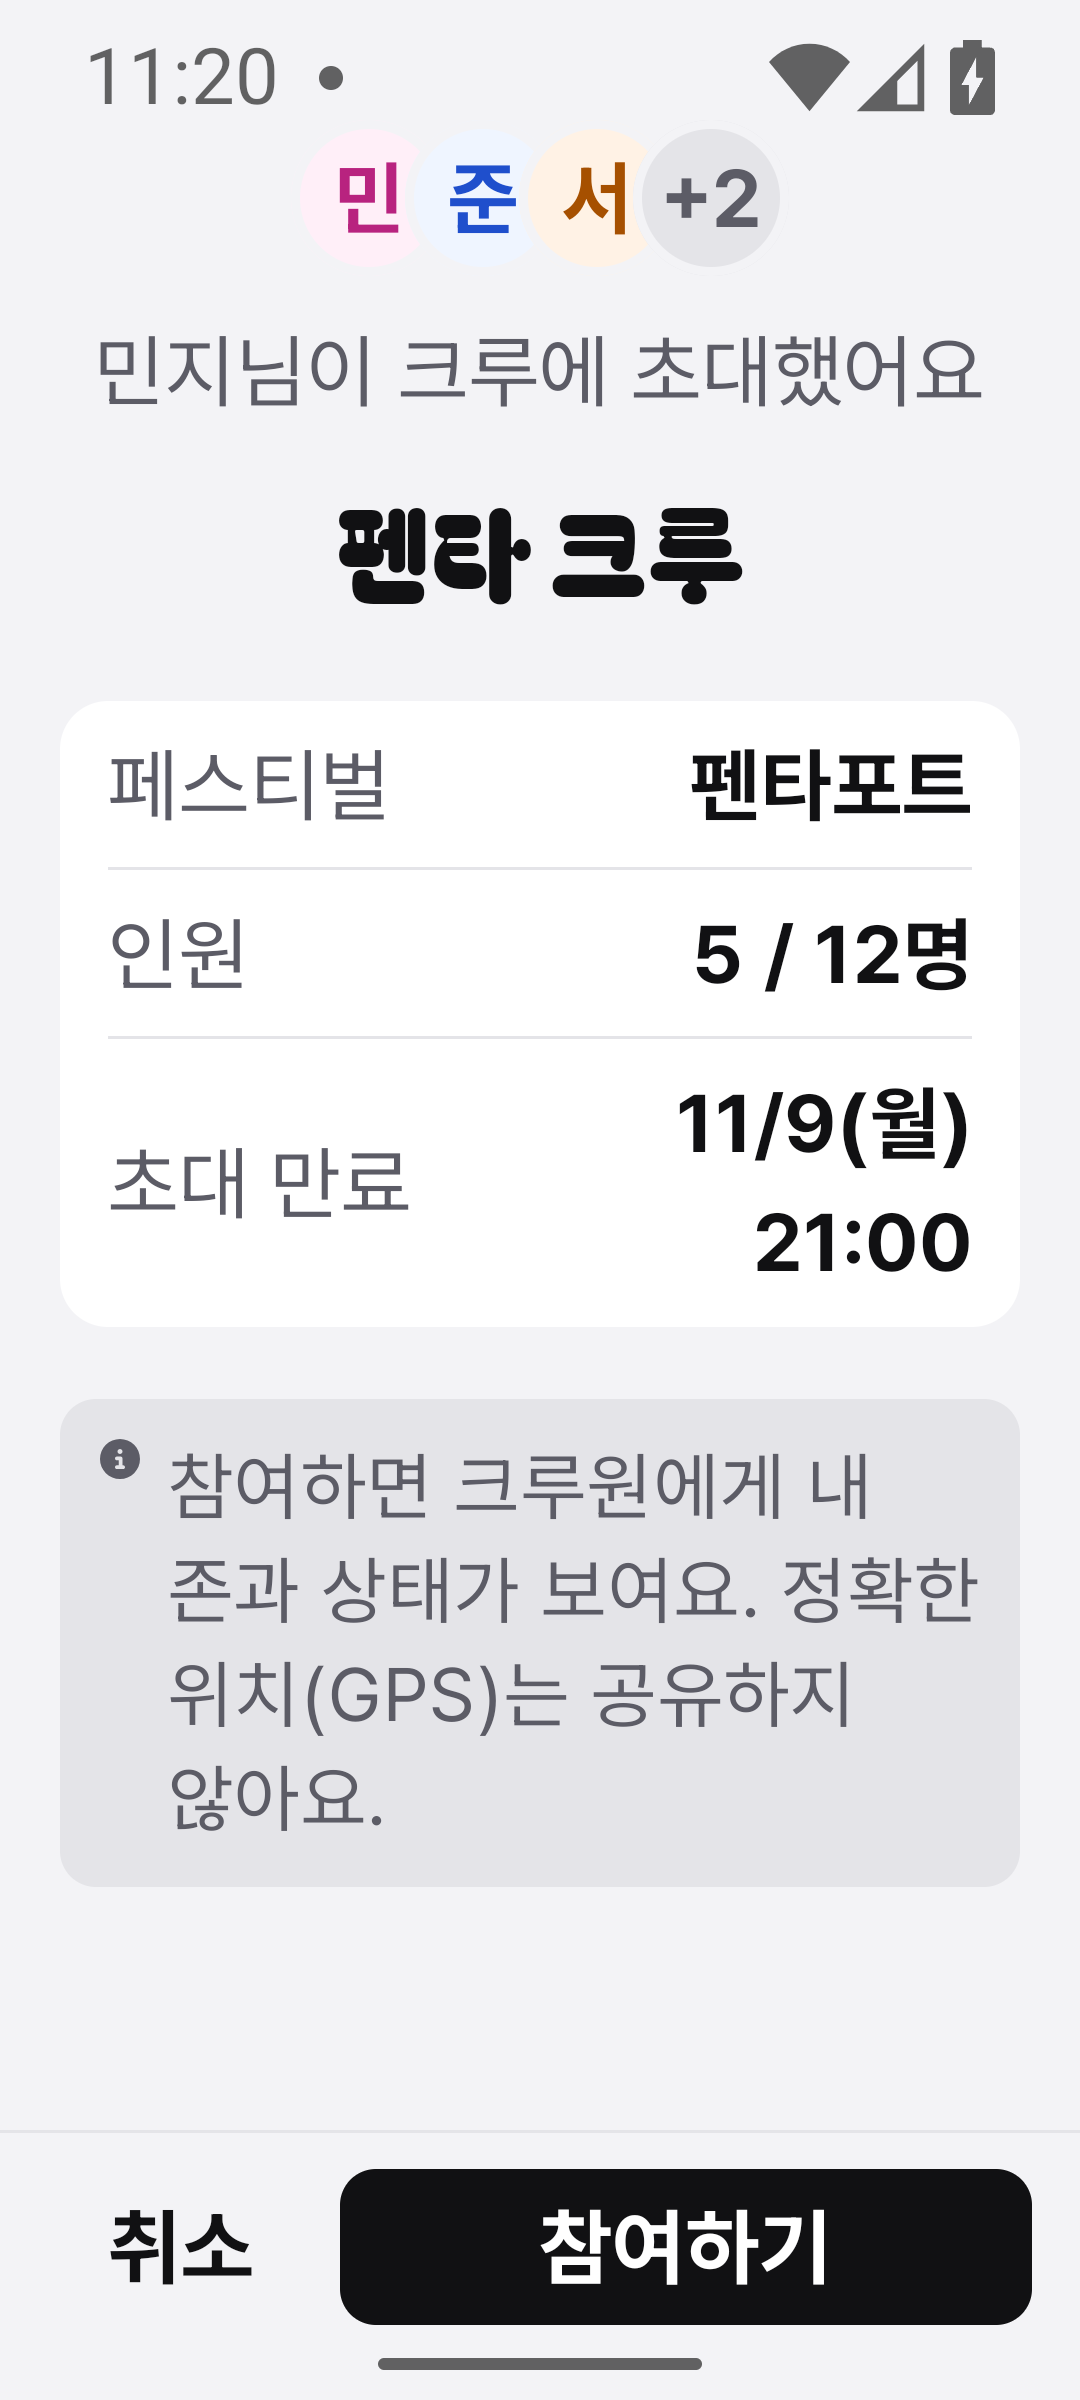 11:20
민 준 서 +2
민지님이 크루에 초대했어요
펜타 크루
페스티벌 펜타포트
인원 5 / 12명
초대 만료 11/9(월)
21:00
참여하면 크루원에게 내
존과 상태가 보여요. 정확한
위치(GPS)는 공유하지
않아요.
취소 참여하기